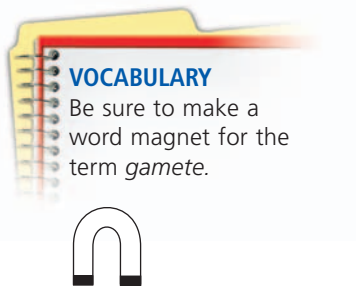 VOCABULARY
Be sure to make a
word magnet for the
term gamete.